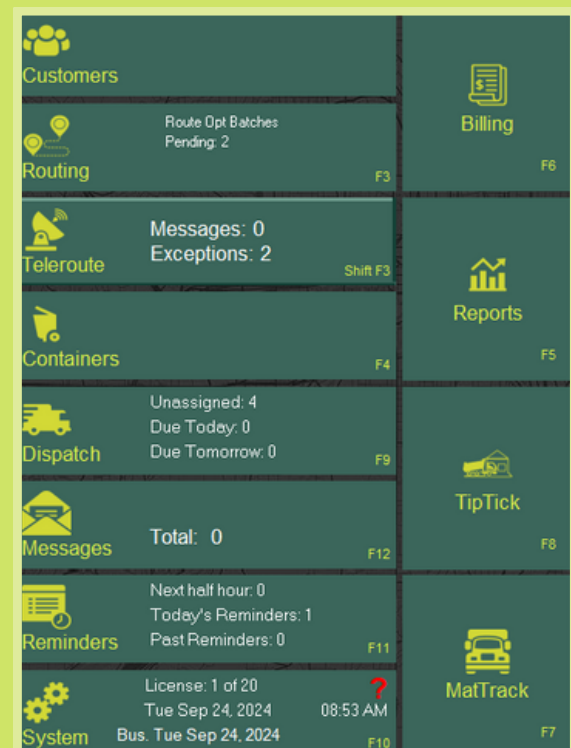 Customers
Route Opt Batches
Pending: 2
Routing
F3
Messages: 0
Exceptions: 2
Teleroute
Shift F3
Containers
F4
Unassigned: 4
Due Today: 0
Due Tomorrow: 0
Dispatch
F9
Total: 0
Messages
F12
Next half hour: 0
Today's Reminders: 1
Past Reminders: 0
Reminders
F11
License: 1 of 20
?
Tue Sep 24, 2024 08:53 AM
System
Bus. Tue Sep 24, 2024
F10
$
Billing
F6
Reports
F5
TipTick
F8
MatTrack
F7